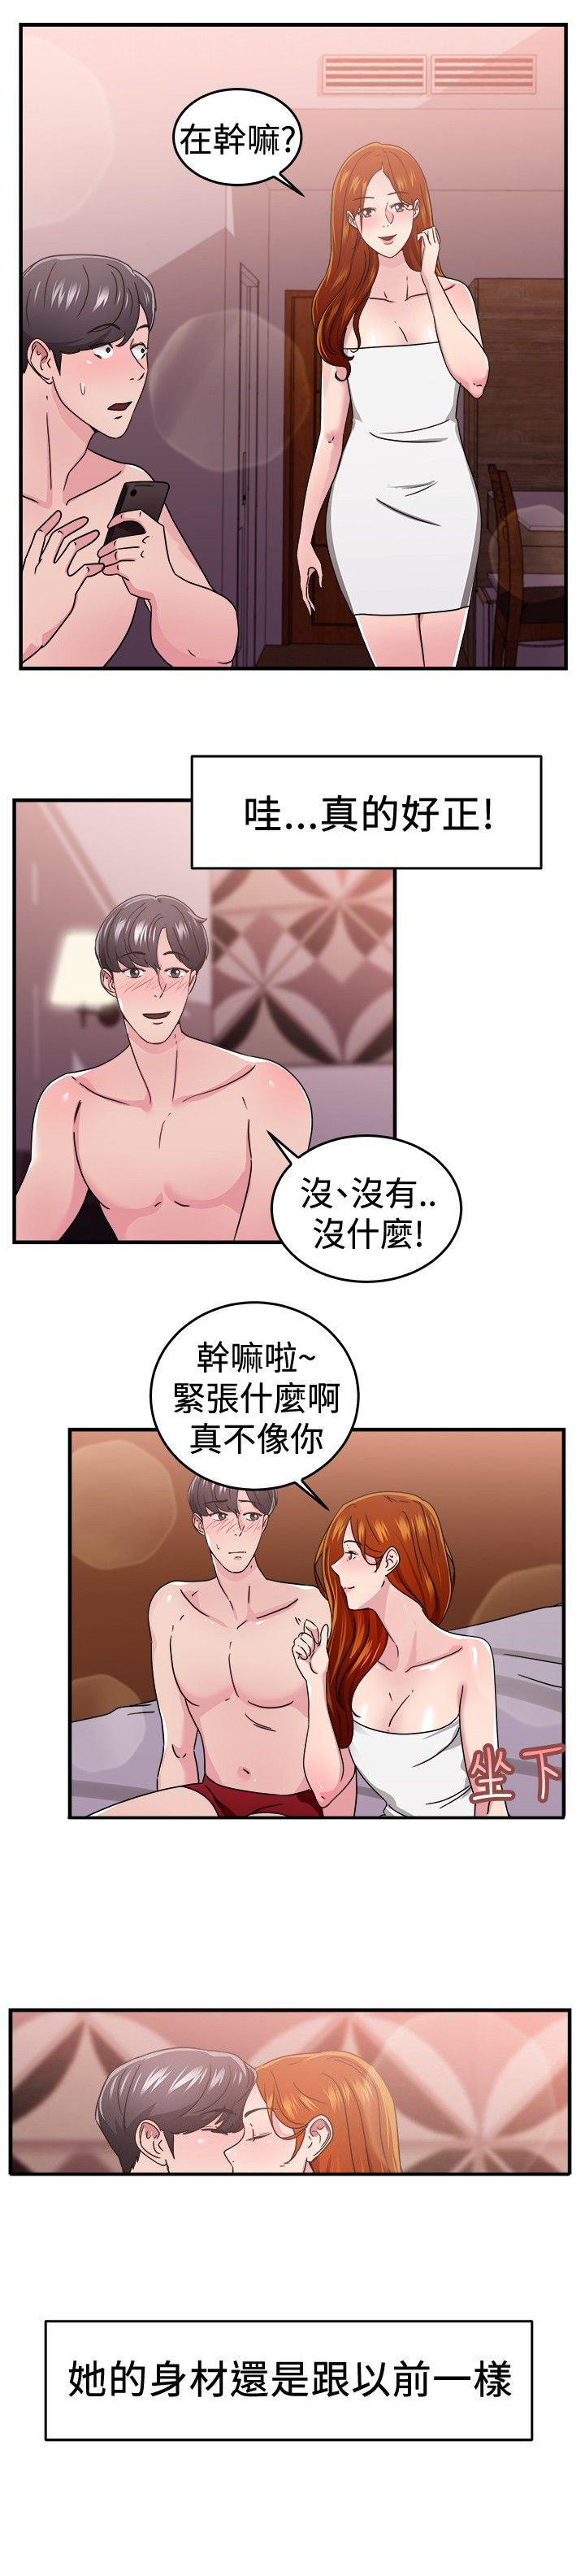 在幹嘛?
哇...真的好正!
沒、沒有..
沒什麼!
幹嘛啦~
緊張什麼啊
真不像你
坐下
她的身材還是跟以前一樣